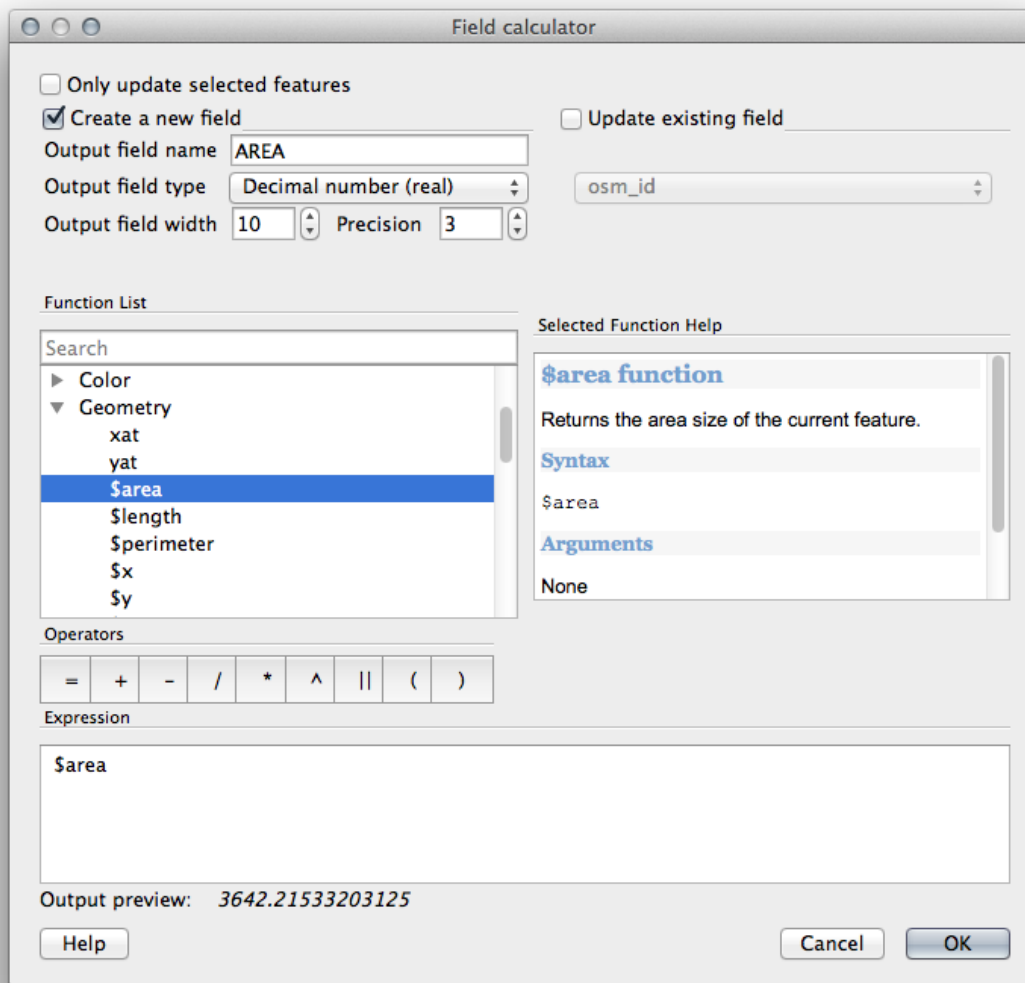 Field calculator
Only update selected features
Create a new field
Update existing field
Output field name AREA
Output field type Decimal number (real)
osm_id
Output field width 10 Precision 3
Function List
Search
Color
Geometry
xat
yat
$area
$length
$perimeter
$x
$y
Selected Function Help
$area function
Returns the area size of the current feature.
Syntax
$area
Arguments
None
Operators
= + - / * ^ || ( )
Expression
$area
Output preview: 3642.21533203125
Help
Cancel
OK